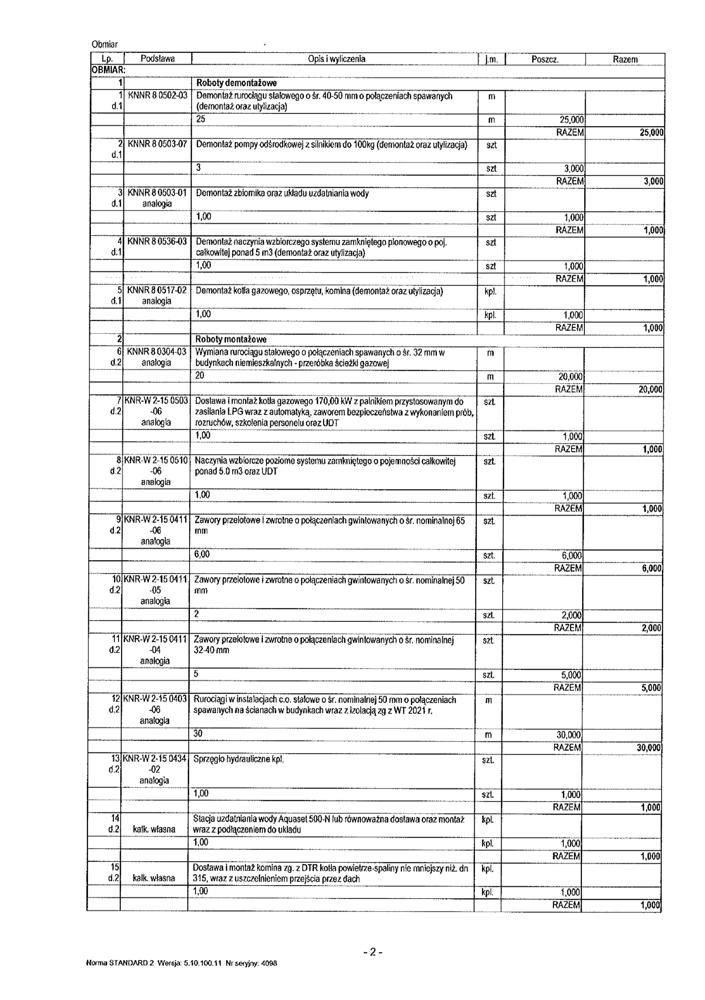 Obmiar
Lp. Podstawa Opis i wyliczenia j.m. Poszcz. Razem
OBMIAR:
1 Roboty demontażowe
1 KNNR 8 0502-03 Demontaż rurociągu stalowego o śr. 40-50 mm o połączeniach spawanych m
d.1 (demontaż oraz utylizacja)
25 m 25,000
RAZEM 25,000
2 KNNR 8 0503-07 Demontaż pompy odśrodkowej z silnikiem do 100kg (demontaż oraz utylizacja) szt
d.1
3 szt 3,000
RAZEM 3,000
3 KNNR 8 0503-01 Demontaż zbiornika oraz układu uzdatniania wody szt
d.1 analogia
1,00 szt 1,000
RAZEM 1,000
4 KNNR 8 0536-03 Demontaż naczynia wzbiorczego systemu zamkniętego pionowego o poj. szt
d.1 całkowitej ponad 5 m3 (demontaż oraz utylizacja)
1,00 szt 1,000
RAZEM 1,000
5 KNNR 8 0517-02 Demontaż kotła gazowego, osprzętu, komina (demontaż oraz utylizacja) kpl.
d.1 analogia
1,00 kpl. 1,000
RAZEM 1,000
2 Roboty montażowe
6 KNNR 8 0304-03 Wymiana rurociągu stalowego o połączeniach spawanych o śr. 32 mm w m
d.2 analogia budynkach niemieszkalnych - przeróbka ścieżki gazowej
20 m 20,000
RAZEM 20,000
7 KNR-W 2-15 0503 Dostawa i montaż kotła gazowego 170,00 kW z palnikiem przystosowanym do szt.
d.2 -06 zasilania LPG wraz z automatyką, zaworem bezpieczeństwa z wykonaniem prób,
analogia rozruchów, szkolenia personelu oraz UDT
1,00 szt. 1,000
RAZEM 1,000
8 KNR-W 2-15 0510 Naczynia wzbiorcze poziome systemu zamkniętego o pojemności całkowitej szt.
d.2 -06 ponad 5.0 m3 oraz UDT
analogia
1,00 szt. 1,000
RAZEM 1,000
9 KNR-W 2-15 0411 Zawory przelotowe i zwrotne o połączeniach gwintowanych o śr. nominalnej 65 szt.
d.2 -06 mm
analogia
6,00 szt. 6,000
RAZEM 6,000
10 KNR-W 2-15 0411 Zawory przelotowe i zwrotne o połączeniach gwintowanych o śr. nominalnej 50 szt.
d.2 -05 mm
analogia
2 szt. 2,000
RAZEM 2,000
11 KNR-W 2-15 0411 Zawory przelotowe i zwrotne o połączeniach gwintowanych o śr. nominalnej szt.
d.2 -04 32-40 mm
analogia
5 szt. 5,000
RAZEM 5,000
12 KNR-W 2-15 0403 Rurociągi w instalacjach c.o. stalowe o śr. nominalnej 50 mm o połączeniach m
d.2 -06 spawanych na ścianach w budynkach wraz z izolacją zg z WT 2021 r.
analogia
30 m 30,000
RAZEM 30,000
13 KNR-W 2-15 0434 Sprzęgło hydrauliczne kpl. szt.
d.2 -02
analogia
1,00 szt. 1,000
RAZEM 1,000
14 Stacja uzdatniania wody Aquaset 500-N lub równoważna dostawa oraz montaż kpl.
d.2 kalk. własna wraz z podłączeniem do układu
1,00 kpl. 1,000
RAZEM 1,000
15 Dostawa i montaż komina zg. z DTR kotła powietrze-spaliny nie mniejszy niż. dn kpl.
d.2 kalk. własna 315, wraz z uszczelnieniem przejścia przez dach
1,00 kpl. 1,000
RAZEM 1,000
- 2 -
Norma STANDARD 2 Wersja: 5.10.100.11 Nr seryjny: 4098